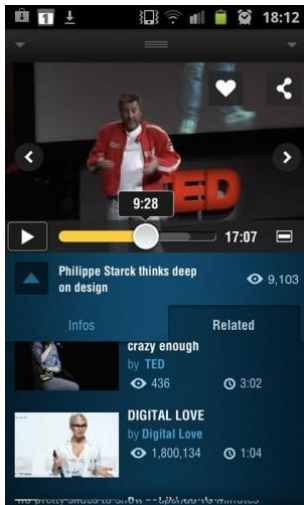 1
18:12
TED
9:28
17:07
Philippe Starck thinks deep
on design
9,103
Infos
Related
crazy enough
by TED
436
3:02
DIGITAL LOVE
by Digital Love
1,800,134
1:04